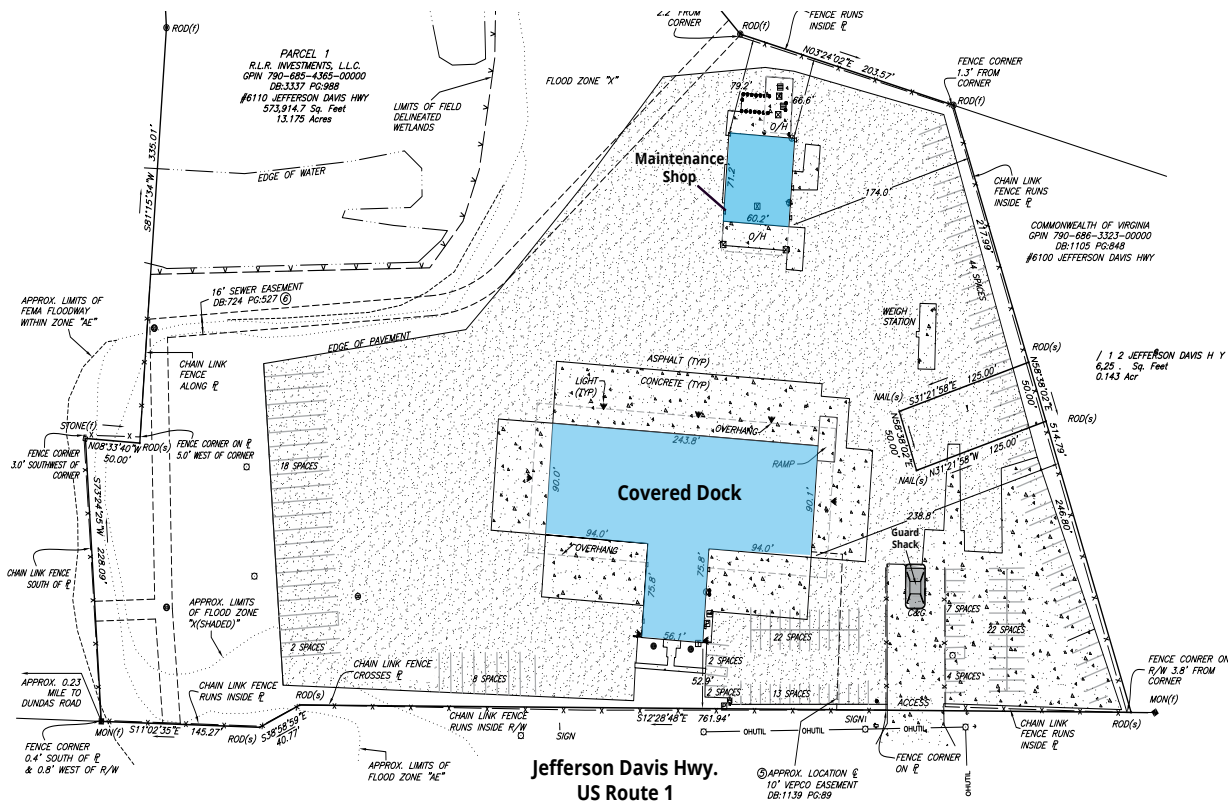 2.2' FROM
CORNER
ROD(f)
FENCE RUNS
INSIDE ℙ
N03°24'02"E 203.57'
FENCE CORNER
1.3' FROM
CORNER
ROD(f)
ROD(f)
PARCEL 1
R.L.R. INVESTMENTS, L.L.C.
GPIN 790-685-4365-00000
DB:3337 PG:988
#6110 JEFFERSON DAVIS HWY
573,914.7 Sq. Feet
13.175 Acres
FLOOD ZONE "X"
LIMITS OF FIELD
DELINEATED
WETLANDS
79.2'
66.6'
O/H
Maintenance
Shop
71.2'
60.2'
O/H
174.0'
S81°15'34"W 335.01'
EDGE OF WATER
CHAIN LINK
FENCE RUNS
INSIDE ℙ
217.99'
44 SPACES
COMMONWEALTH OF VIRGINIA
GPIN 790-686-3323-00000
DB:1105 PG:848
#6100 JEFFERSON DAVIS HWY
16' SEWER EASEMENT
DB:724 PG:527 ⑥
APPROX. LIMITS OF
FEMA FLOODWAY
WITHIN ZONE "AE"
EDGE OF PAVEMENT
CHAIN LINK
FENCE
ALONG ℙ
WEIGH
STATION
ROD(s)
/ 1 2 JEFFERSON DAVIS H Y
6,25 . Sq. Feet
0.143 Acr
ASPHALT (TYP)
CONCRETE (TYP)
LIGHT
(TYP)
OVERHANG
243.8'
RAMP
S31°21'58"E 125.00'
NAIL(s)
1
N58°38'02"E
50.00'
N58°38'02"E
50.00'
ROD(s)
514.79'
N31°21'58"W 125.00'
NAIL(s)
STONE(f)
N08°33'40"W
50.00'
ROD(s)
FENCE CORNER ON ℙ
5.0' WEST OF CORNER
FENCE CORNER
3.0' SOUTHWEST OF
CORNER
18 SPACES
90.0'
Covered Dock
90.1'
94.0'
OVERHANG
94.0'
75.8'
75.8'
56.1'
238.8'
246.80'
Guard
Shack
C&G
S73°24'25"W 228.09'
CHAIN LINK FENCE
SOUTH OF ℙ
APPROX. LIMITS
OF FLOOD ZONE
"X(SHADED)"
2 SPACES
8 SPACES
22 SPACES
2 SPACES
52.9'
2 SPACES
13 SPACES
7 SPACES
22 SPACES
4 SPACES
APPROX. 0.23
MILE TO
DUNDAS ROAD
CHAIN LINK FENCE
RUNS INSIDE ℙ
CHAIN LINK FENCE
CROSSES ℙ
ROD(s)
FENCE CONRER ON
R/W 3.8' FROM
CORNER
MON(f)
ROD(s)
MON(f)
S11°02'35"E 145.27'
ROD(s)
S38°58'59"E
40.77'
CHAIN LINK
FENCE RUNS
INSIDE R/W
S12°28'48"E 761.94'
SIGN
SIGN
ACCESS
OHUTIL
OHUTIL
OHUTIL
OHUTIL
CHAIN LINK
FENCE RUNS
INSIDE ℙ
FENCE CORNER
0.4' SOUTH OF ℙ
& 0.8' WEST OF R/W
APPROX. LIMITS OF
FLOOD ZONE "AE"
FENCE CORNER
ON ℙ
Jefferson Davis Hwy.
US Route 1
⑤ APPROX. LOCATION ℄
10' VEPCO EASEMENT
DB:1139 PG:89